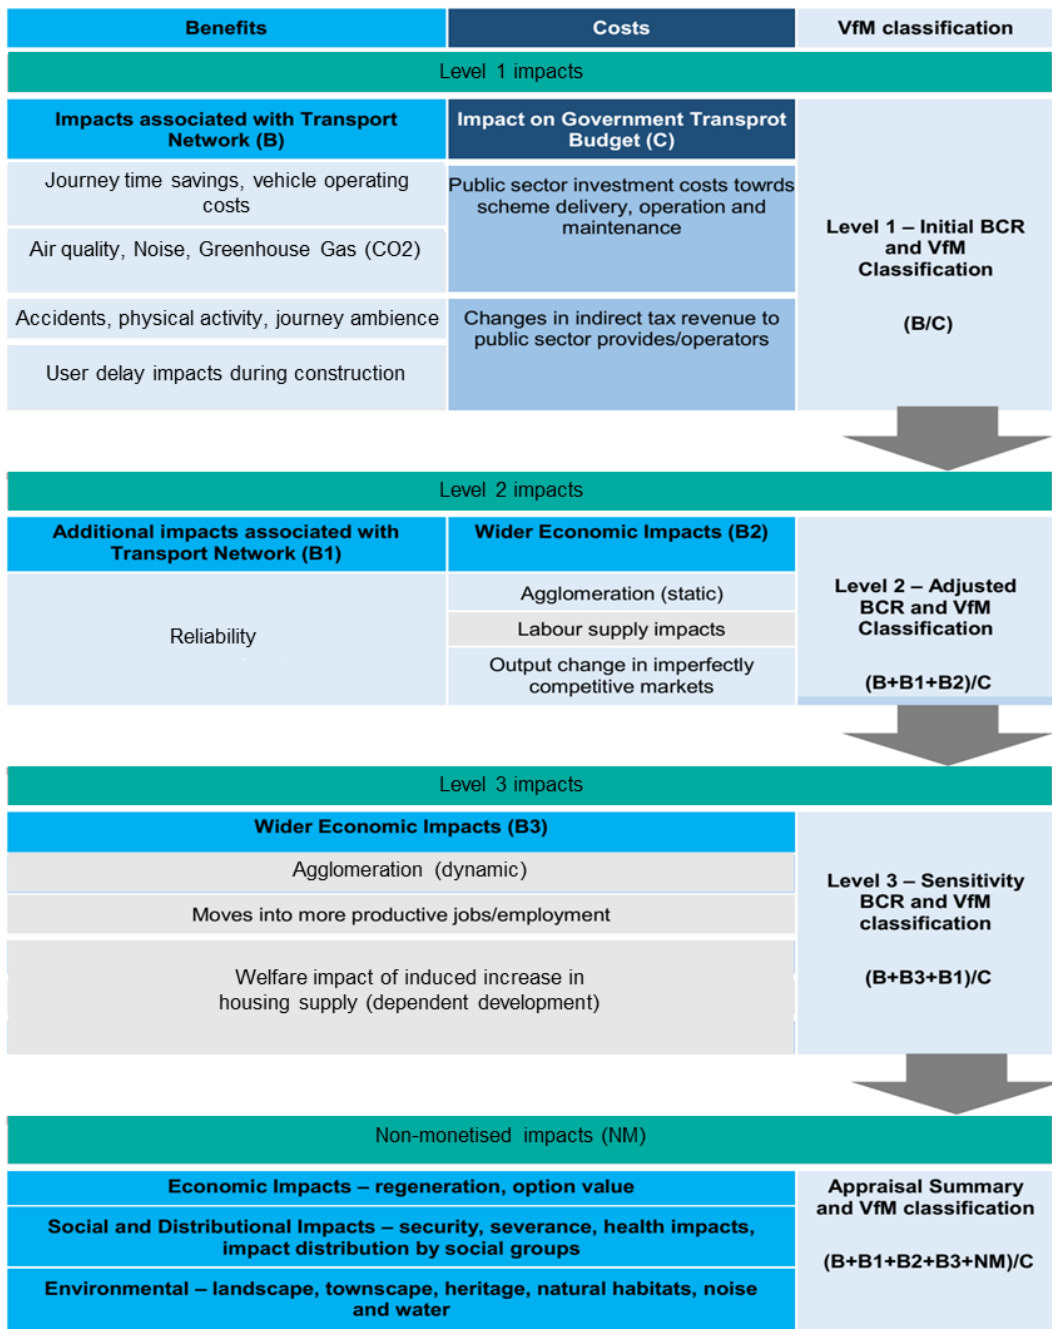 Benefits
Costs
VfM classification
Level 1 impacts
Impacts associated with Transport
Network (B)
Impact on Government Transprot
Budget (C)
Journey time savings, vehicle operating
costs
Air quality, Noise, Greenhouse Gas (CO2)
Accidents, physical activity, journey ambience
User delay impacts during construction
Public sector investment costs towrds
scheme delivery, operation and
maintenance
Changes in indirect tax revenue to
public sector provides/operators
Level 1 – Initial BCR
and VfM
Classification
(B/C)
Level 2 impacts
Additional impacts associated with
Transport Network (B1)
Wider Economic Impacts (B2)
Reliability
Agglomeration (static)
Labour supply impacts
Output change in imperfectly
competitive markets
Level 2 – Adjusted
BCR and VfM
Classification
(B+B1+B2)/C
Level 3 impacts
Wider Economic Impacts (B3)
Agglomeration (dynamic)
Moves into more productive jobs/employment
Welfare impact of induced increase in
housing supply (dependent development)
Level 3 – Sensitivity
BCR and VfM
classification
(B+B3+B1)/C
Non-monetised impacts (NM)
Economic Impacts – regeneration, option value
Social and Distributional Impacts – security, severance, health impacts,
impact distribution by social groups
Environmental – landscape, townscape, heritage, natural habitats, noise
and water
Appraisal Summary
and VfM classification
(B+B1+B2+B3+NM)/C